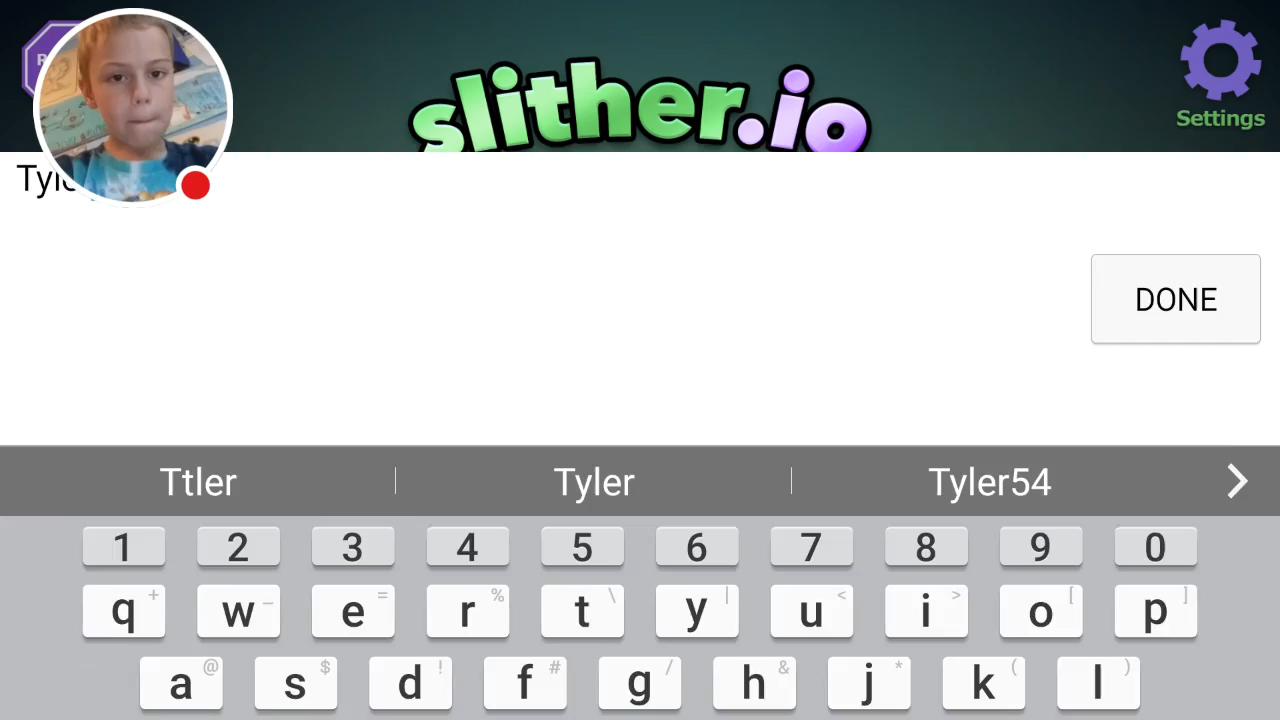 slither.io
Settings
DONE
Ttler Tyler Tyler54
1 2 3 4 5 6 7 8 9 0
q + w _ e = r % t \ y | u < i > o [ p ]
a @ s $ d ! f # g / h & j * k ( l )